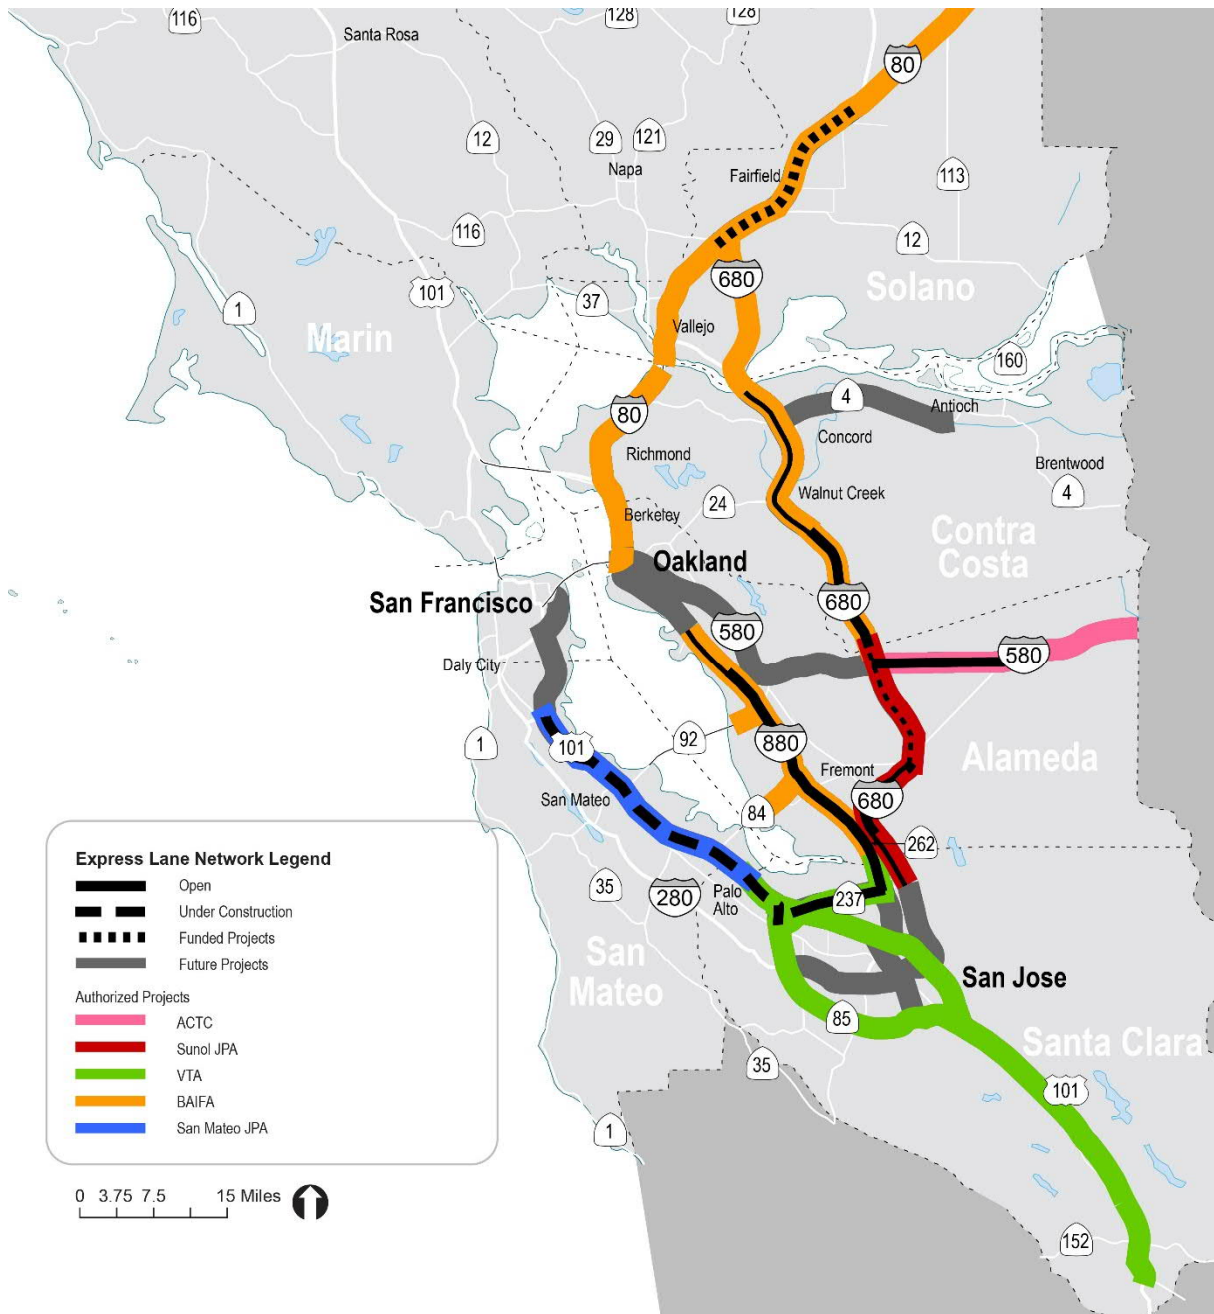 116
128
128
Santa Rosa
80
12
29
121
Napa
Fairfield
113
116
12
101
680
Solano
1
37
Marin
Vallejo
160
80
4
Antioch
Concord
Richmond
Brentwood
Walnut Creek
4
24
Berkeley
Contra
Costa
Oakland
San Francisco
680
580
580
Daly City
1
101
92
880
Alameda
Fremont
San Mateo
680
84
262
Express Lane Network Legend
Open
Under Construction
Funded Projects
Future Projects
Authorized Projects
ACTC
Sunol JPA
VTA
BAIFA
San Mateo JPA
35
280
Palo
Alto
237
San
Mateo
San Jose
85
Santa Clara
35
101
1
0 3.75 7.5 15 Miles
152